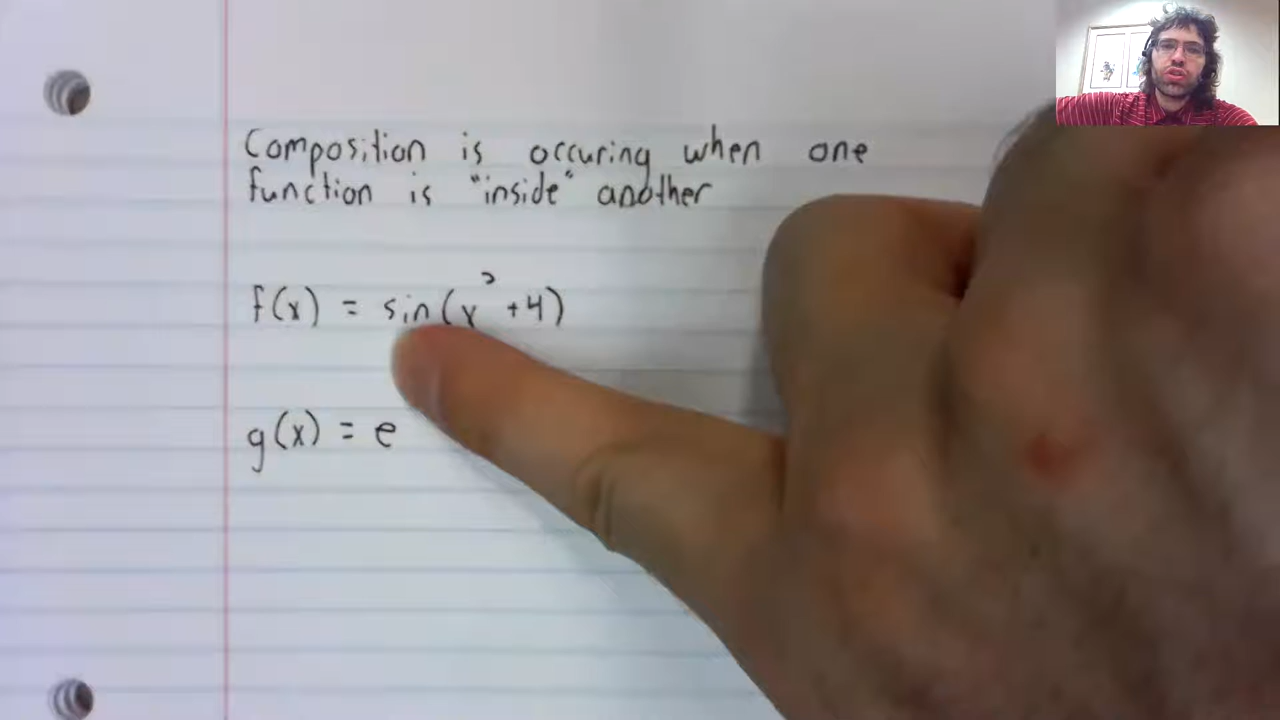 Composition is occuring when one
function is "inside" another
f(x) = sin(x² +4)
g(x) = e